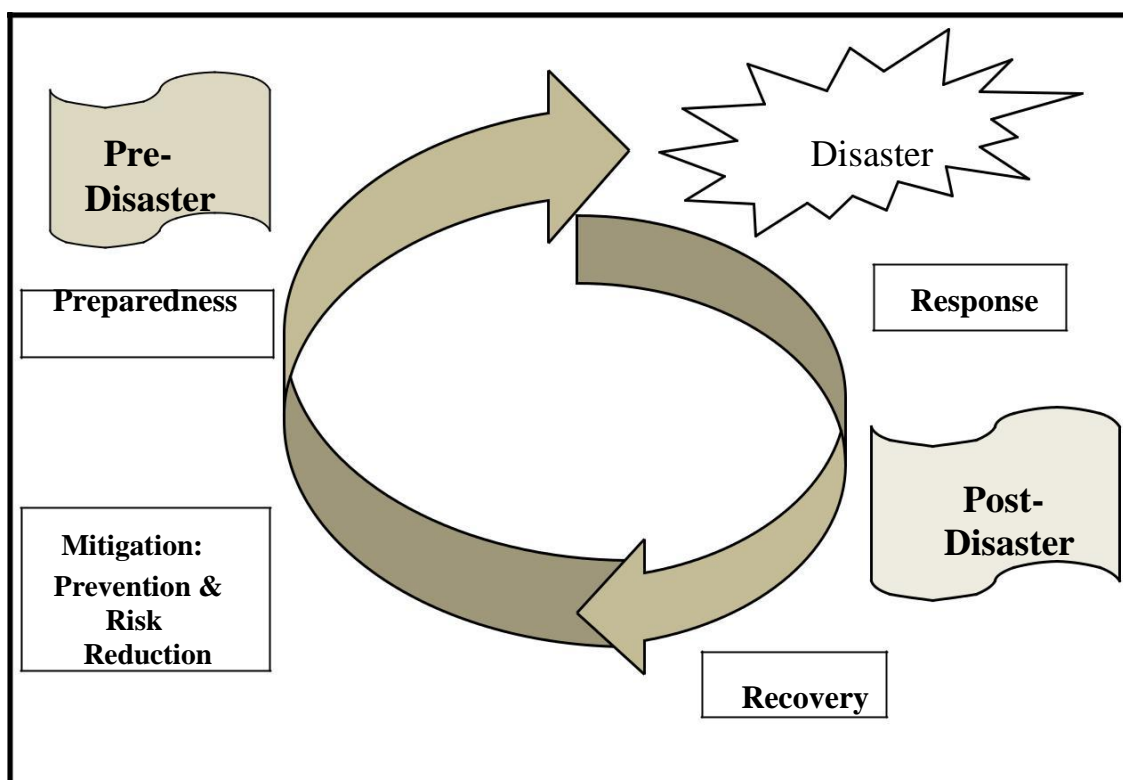 Pre-
Disaster
Disaster
Preparedness
Response
Post-
Disaster
Mitigation:
Prevention &
Risk
Reduction
Recovery